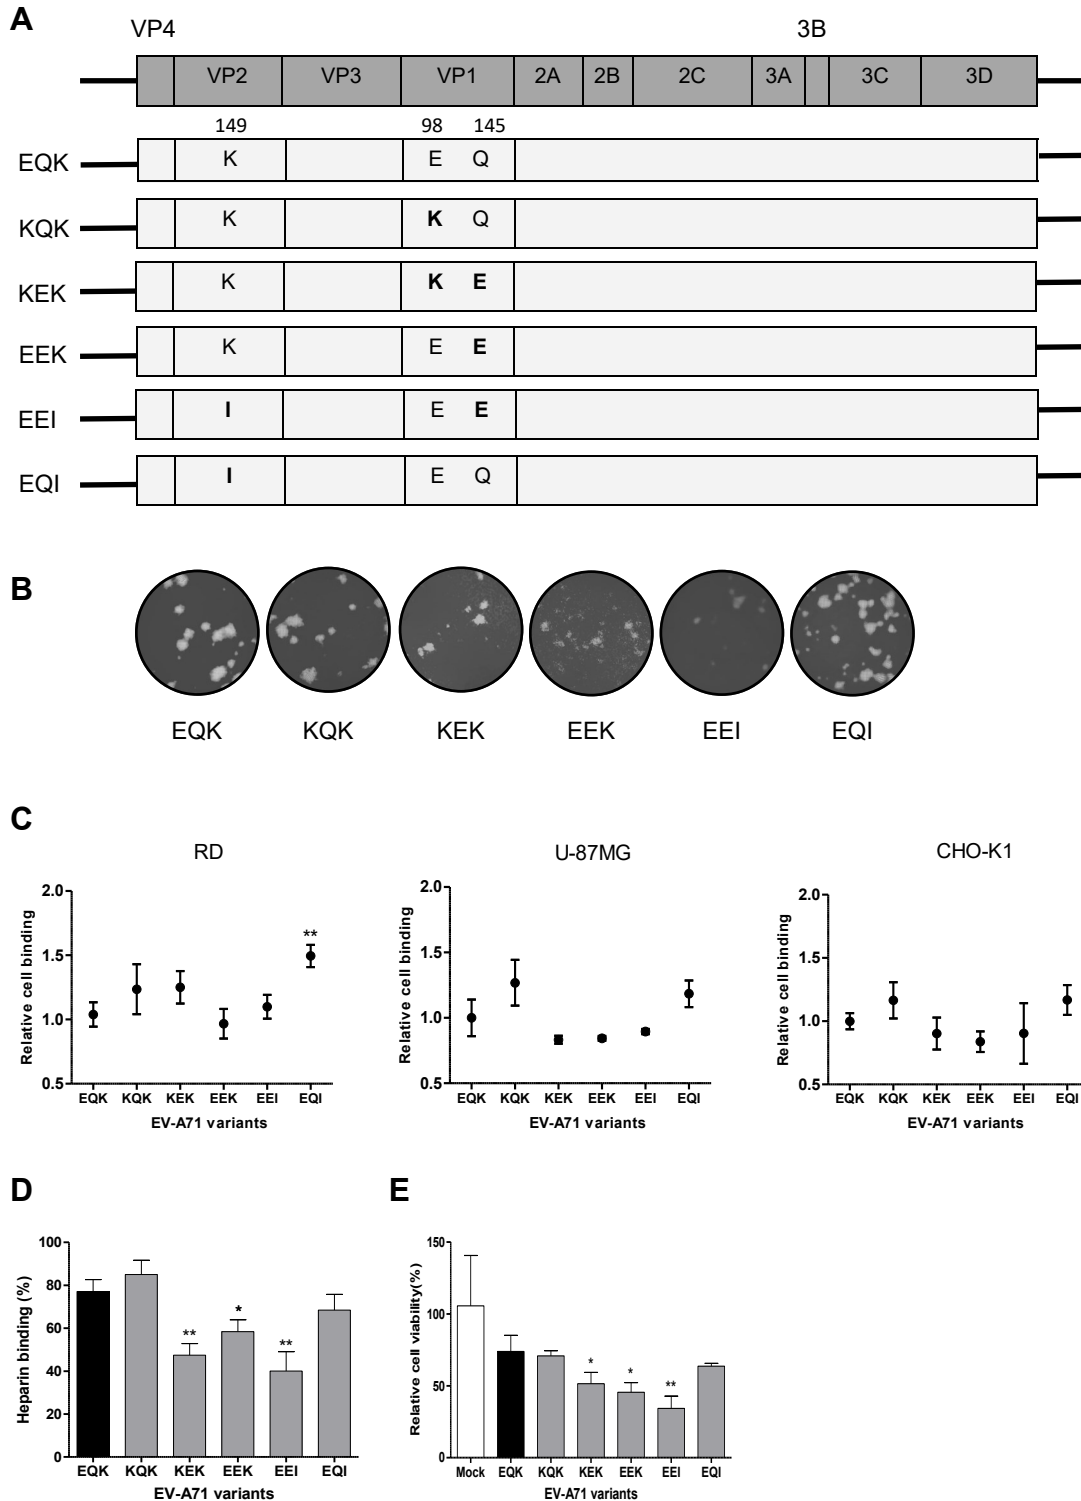 A
VP4 3B
VP2 VP3 VP1 2A 2B 2C 3A 3C 3D
149 98 145
EQK K E Q
KQK K K Q
KEK K K E
EEK K E E
EEI I E E
EQI I E Q
B
EQK KQK KEK EEK EEI EQI
C
RD U-87MG CHO-K1
Relative cell binding
2.0
1.5
1.0
0.5
**
EQK KQK KEK EEK EEI EQI
EV-A71 variants
Relative cell binding
2.0
1.5
1.0
0.5
EQK KQK KEK EEK EEI EQI
EV-A71 variants
Relative cell binding
2.0
1.5
1.0
0.5
EQK KQK KEK EEK EEI EQI
EV-A71 variants
D
Heparin binding (%)
100
80
60
40
20
0
** * **
EQK KQK KEK EEK EEI EQI
EV-A71 variants
E
Relative cell viability(%)
150
100
50
0
* * **
Mock EQK KQK KEK EEK EEI EQI
EV-A71 variants